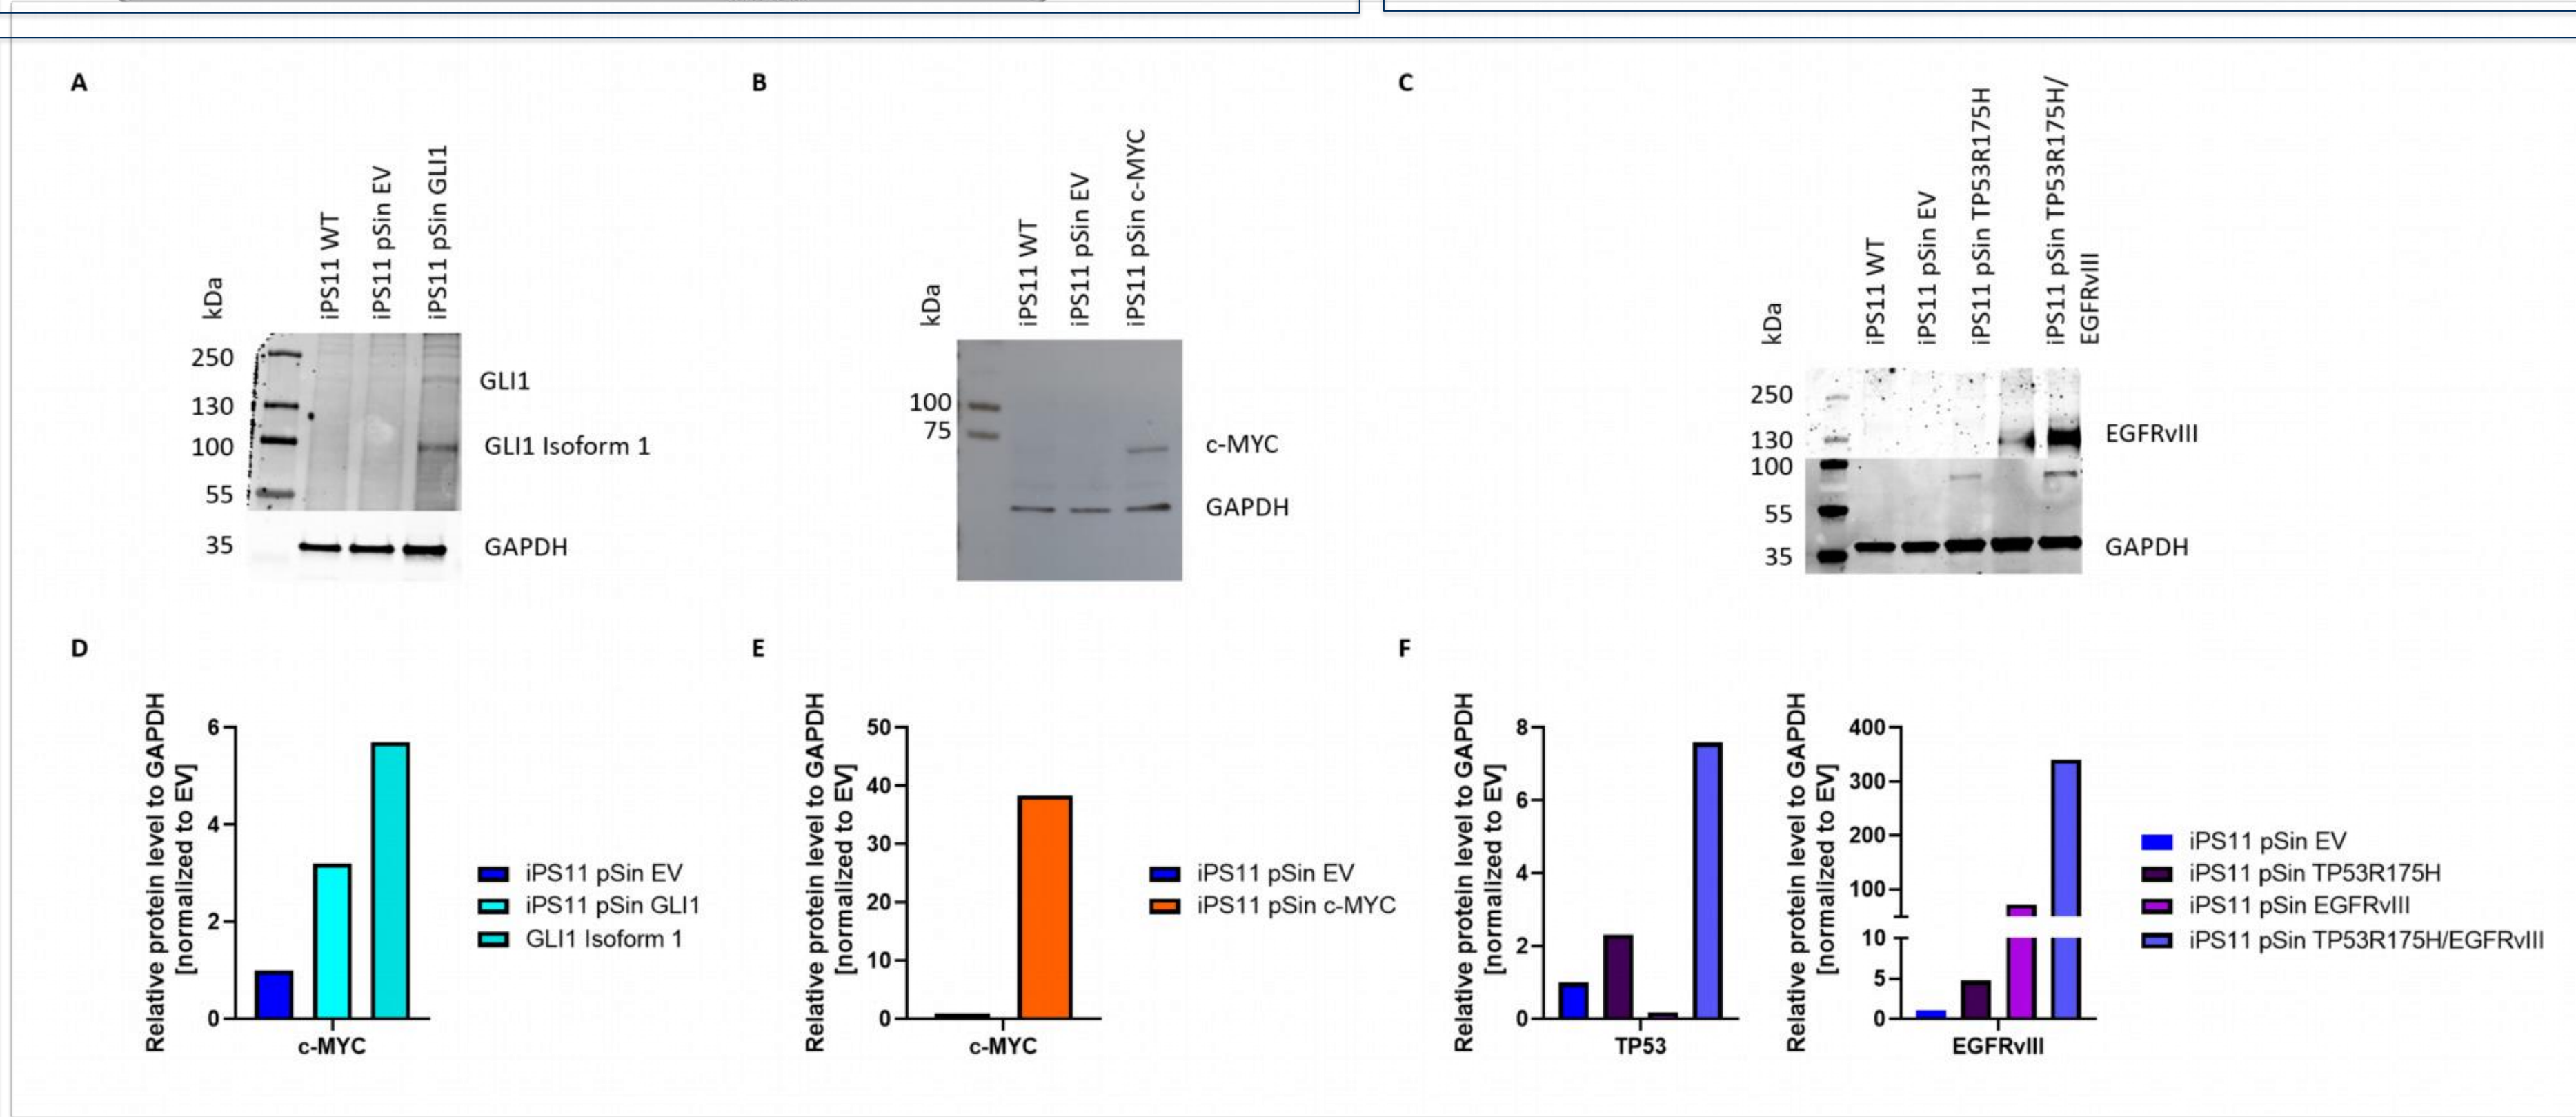 A
kDa
iPS11 WT
iPS11 pSin EV
iPS11 pSin GLI1
250
130
100
55
35
GLI1
GLI1 Isoform 1
GAPDH
B
kDa
iPS11 WT
iPS11 pSin EV
iPS11 pSin c-MYC
100
75
c-MYC
GAPDH
C
kDa
iPS11 WT
iPS11 pSin EV
iPS11 pSin TP53R175H
iPS11 pSin TP53R175H/
EGFRvIII
250
130
100
55
35
EGFRvIII
GAPDH
D
Relative protein level to GAPDH
[normalized to EV]
6
4
2
0
c-MYC
iPS11 pSin EV
iPS11 pSin GLI1
GLI1 Isoform 1
E
Relative protein level to GAPDH
[normalized to EV]
50
40
30
20
10
0
c-MYC
iPS11 pSin EV
iPS11 pSin c-MYC
F
Relative protein level to GAPDH
[normalized to EV]
8
6
4
2
0
TP53
Relative protein level to GAPDH
[normalized to EV]
400
300
200
100
10
5
0
EGFRvIII
iPS11 pSin EV
iPS11 pSin TP53R175H
iPS11 pSin EGFRvIII
iPS11 pSin TP53R175H/EGFRvIII